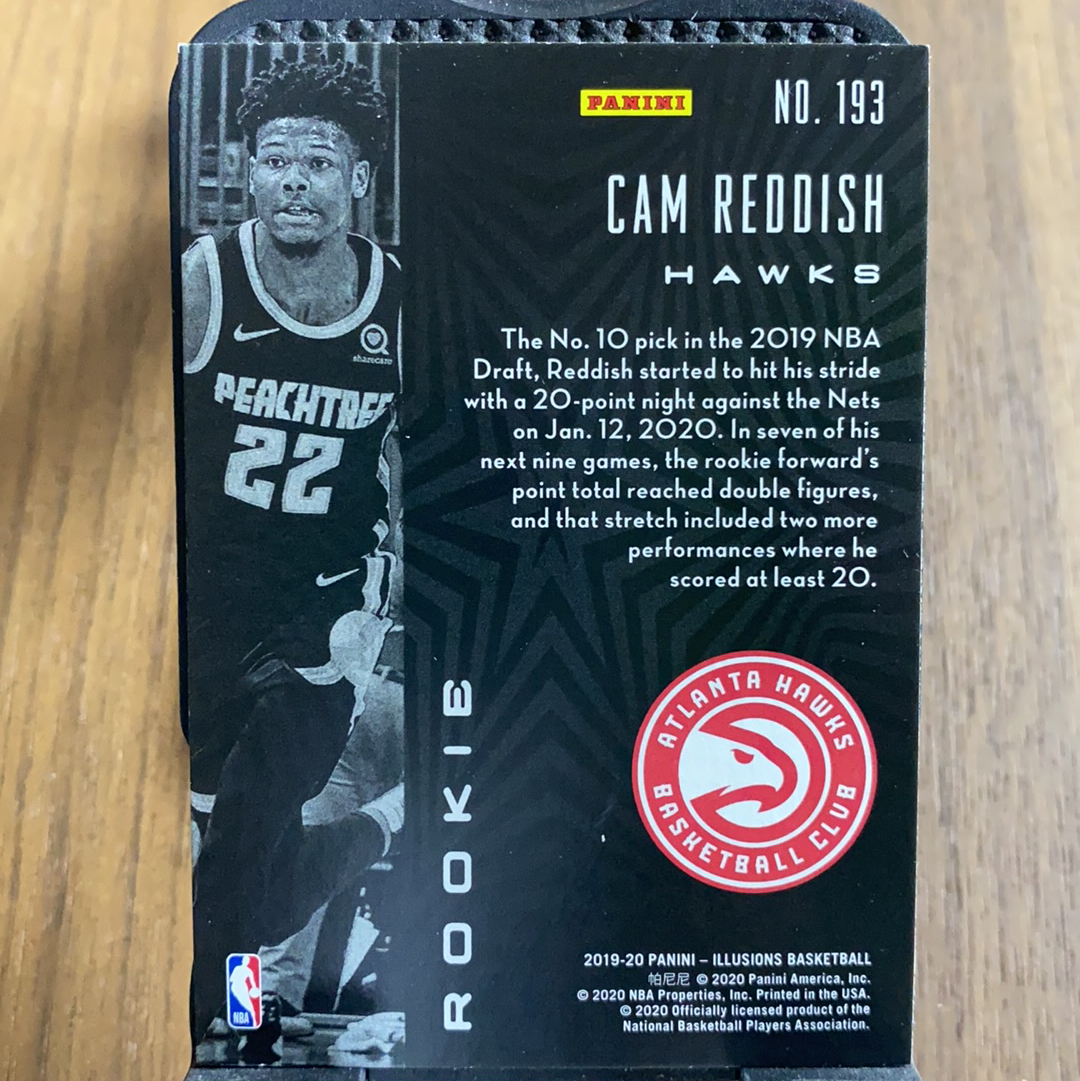 PANINI
NO. 193
CAM REDDISH
HAWKS
The No. 10 pick in the 2019 NBA
Draft, Reddish started to hit his stride
with a 20-point night against the Nets
on Jan. 12, 2020. In seven of his
next nine games, the rookie forward's
point total reached double figures,
and that stretch included two more
performances where he
scored at least 20.
sharecare
PEACHTREE
22
ROOKIE
ATLANTA HAWKS
BASKETBALL CLUB
NBA
2019-20 PANINI – ILLUSIONS BASKETBALL
帕尼尼 © 2020 Panini America, Inc.
© 2020 NBA Properties, Inc. Printed in the USA.
© 2020 Officially licensed product of the
National Basketball Players Association.